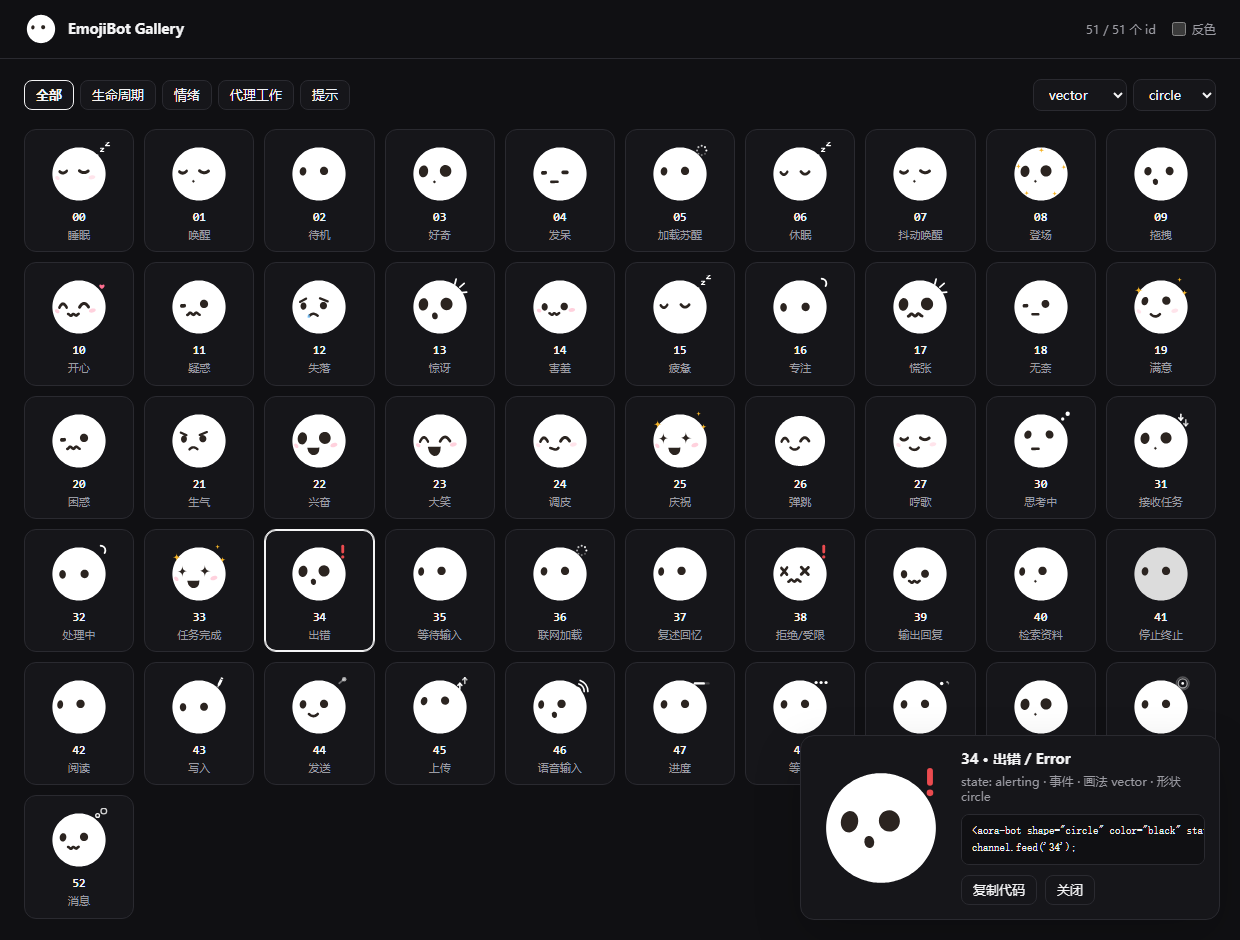 EmojiBot Gallery
51 / 51 个 id
反色
全部
生命周期
情绪
代理工作
提示
vector
circle
00
睡眠
01
唤醒
02
待机
03
好奇
04
发呆
05
加载苏醒
06
休眠
07
抖动唤醒
08
登场
09
拖拽
10
开心
11
疑惑
12
失落
13
惊讶
14
害羞
15
疲惫
16
专注
17
慌张
18
无奈
19
满意
20
困惑
21
生气
22
兴奋
23
大笑
24
调皮
25
庆祝
26
弹跳
27
哼歌
30
思考中
31
接收任务
32
处理中
33
任务完成
34
出错
35
等待输入
36
联网加载
37
复述回忆
38
拒绝/受限
39
输出回复
40
检索资料
41
停止终止
42
阅读
43
写入
44
发送
45
上传
46
语音输入
47
进度
4
等
52
消息
34 • 出错 / Error
state: alerting · 事件 · 画法 vector · 形状
circle
<aora-bot shape="circle" color="black" sta
channel.feed('34');
复制代码
关闭